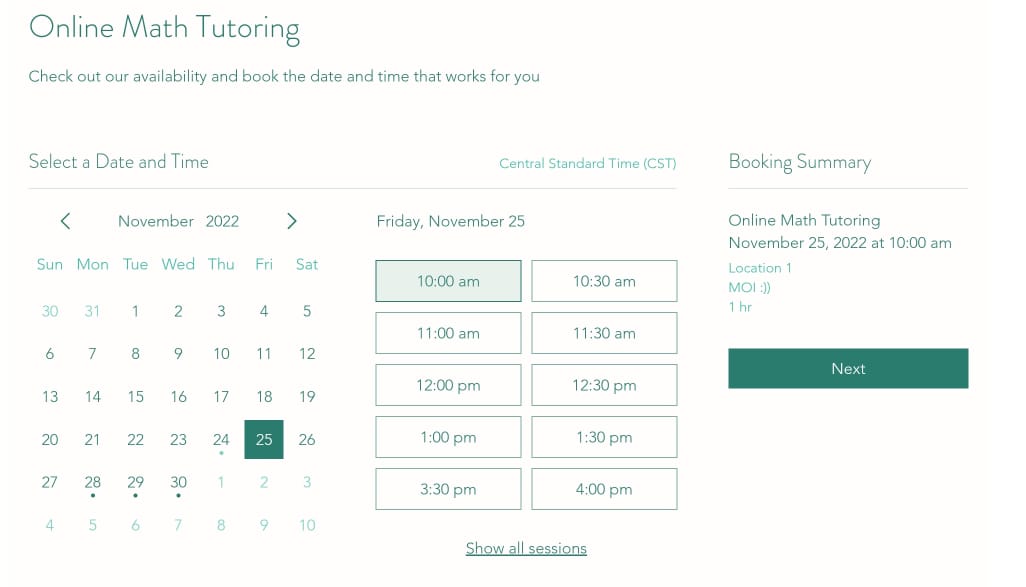 Online Math Tutoring
Check out our availability and book the date and time that works for you
Select a Date and Time
Central Standard Time (CST)
November 2022
Sun Mon Tue Wed Thu Fri Sat
30 31 1 2 3 4 5
6 7 8 9 10 11 12
13 14 15 16 17 18 19
20 21 22 23 24 25 26
27 28 29 30 1 2 3
4 5 6 7 8 9 10
Friday, November 25
10:00 am 10:30 am
11:00 am 11:30 am
12:00 pm 12:30 pm
1:00 pm 1:30 pm
3:30 pm 4:00 pm
Show all sessions
Booking Summary
Online Math Tutoring
November 25, 2022 at 10:00 am
Location 1
MOI :))
1 hr
Next